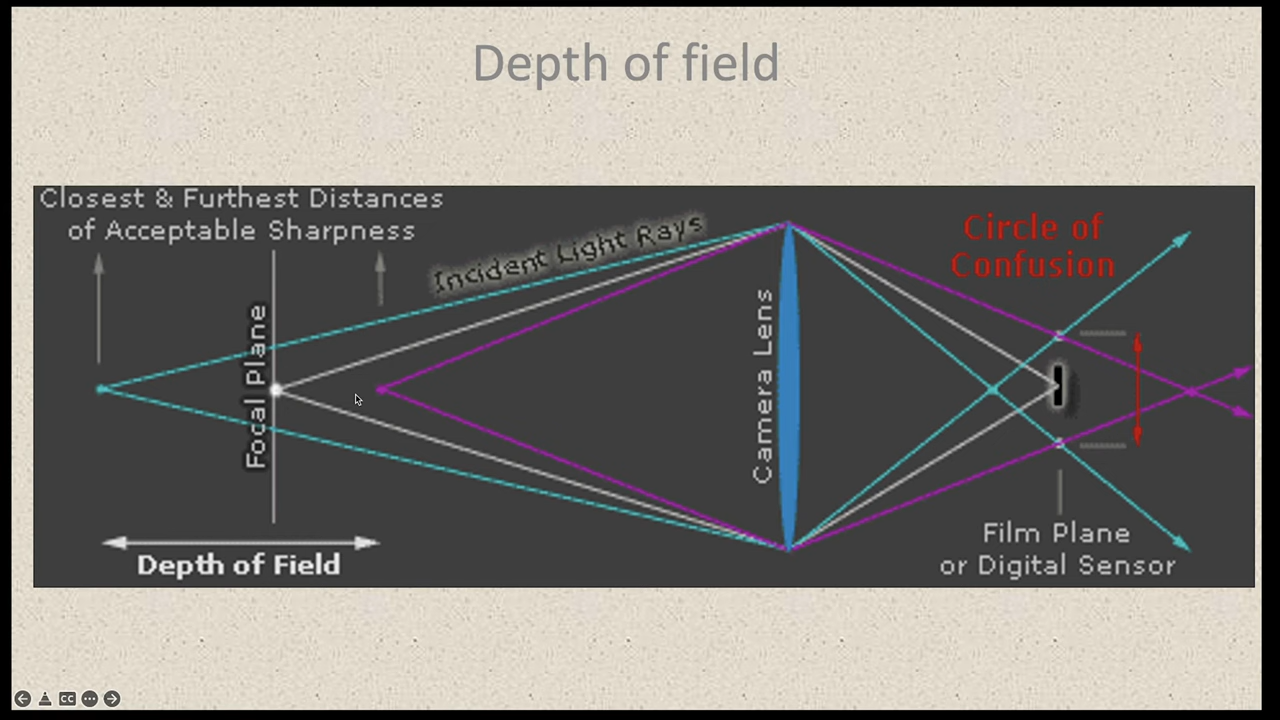 Depth of field
Closest & Furthest Distances
of Acceptable Sharpness
Incident Light Rays
Circle of
Confusion
Focal Plane
Camera Lens
Film Plane
or Digital Sensor
Depth of Field
CC